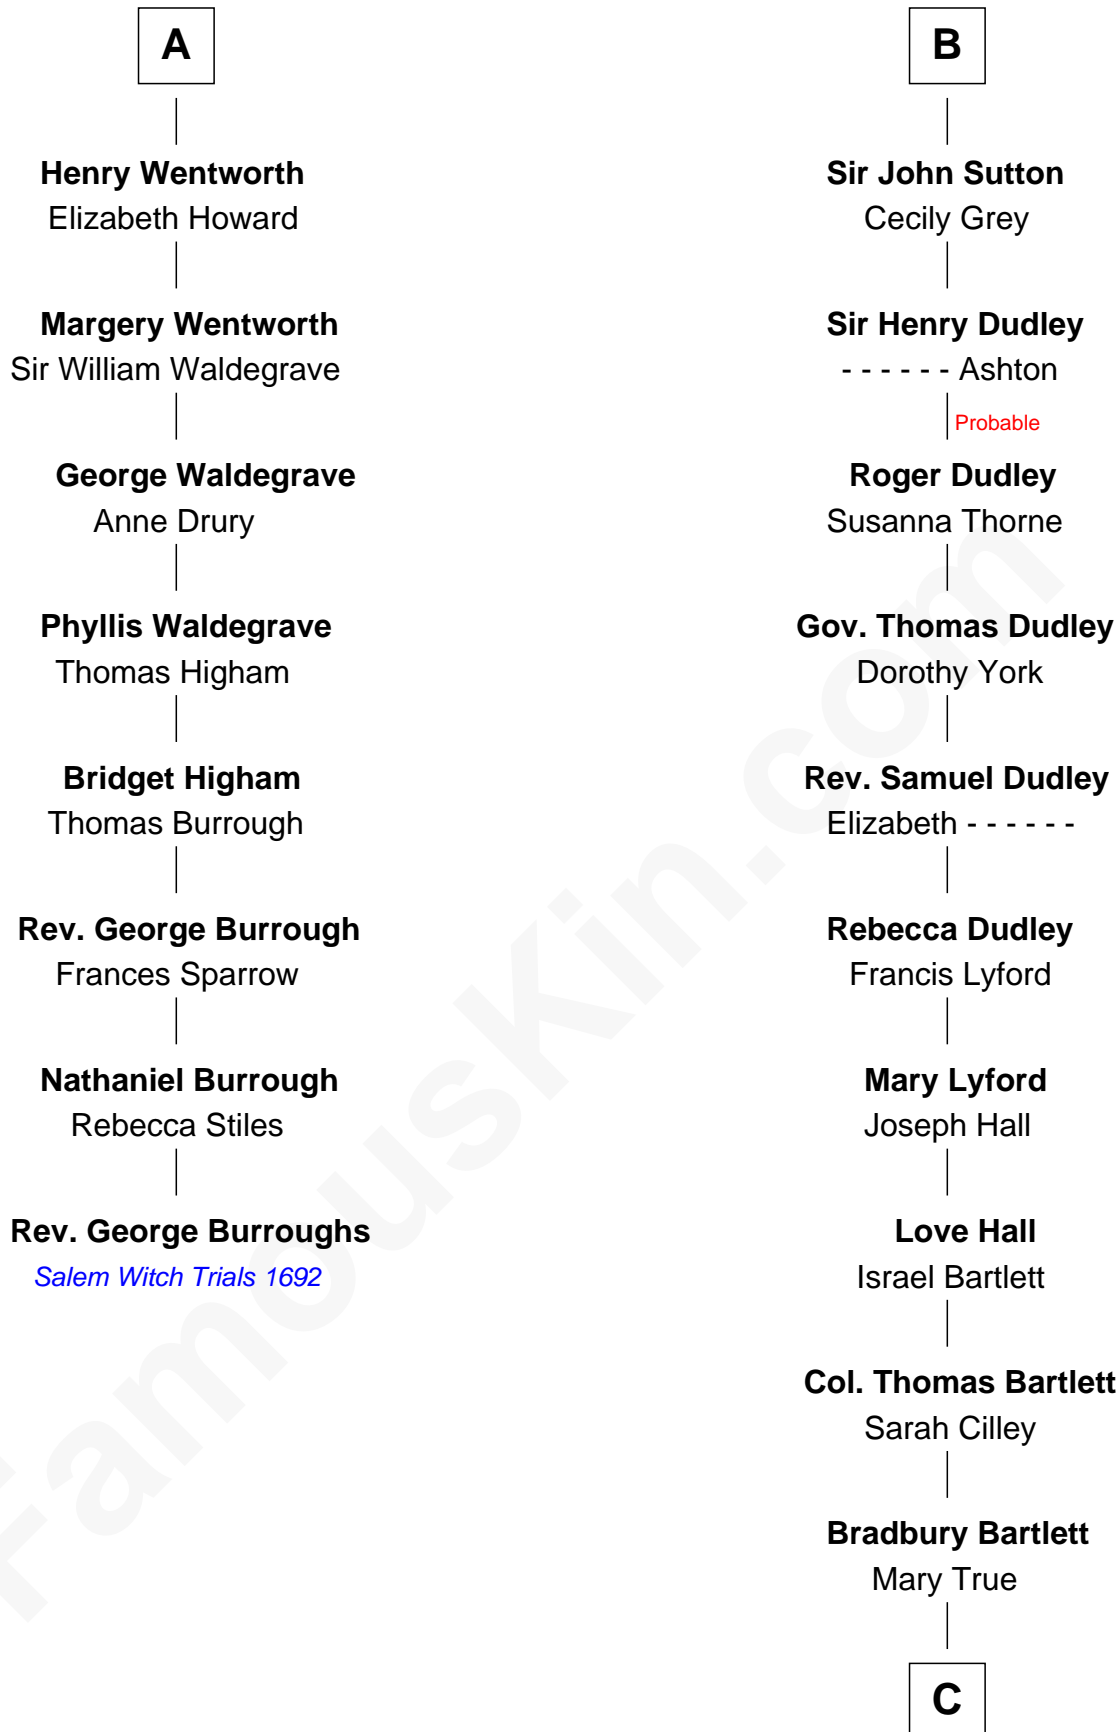 A
Henry Wentworth
Elizabeth Howard
Margery Wentworth
Sir William Waldegrave
George Waldegrave
Anne Drury
Phyllis Waldegrave
Thomas Higham
Bridget Higham
Thomas Burrough
Rev. George Burrough
Frances Sparrow
Nathaniel Burrough
Rebecca Stiles
Rev. George Burroughs
Salem Witch Trials 1692
B
Sir John Sutton
Cecily Grey
Sir Henry Dudley
- - - - - - Ashton
Probable
Roger Dudley
Susanna Thorne
Gov. Thomas Dudley
Dorothy York
Rev. Samuel Dudley
Elizabeth - - - - - -
Rebecca Dudley
Francis Lyford
Mary Lyford
Joseph Hall
Love Hall
Israel Bartlett
Col. Thomas Bartlett
Sarah Cilley
Bradbury Bartlett
Mary True
C
FamousKin.com